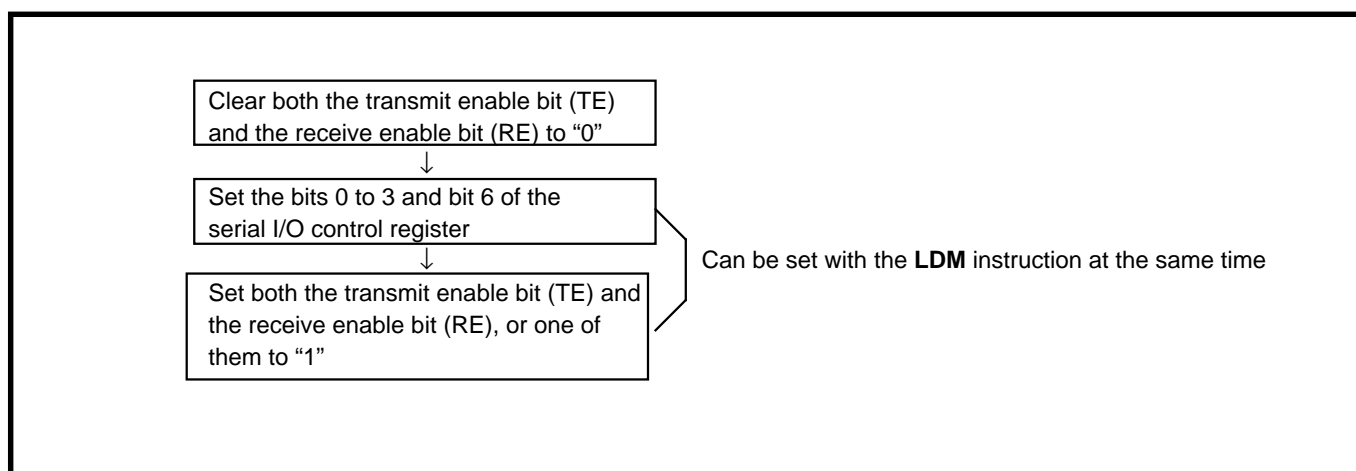 Clear both the transmit enable bit (TE)
and the receive enable bit (RE) to “0”
↓
Set the bits 0 to 3 and bit 6 of the
serial I/O control register
↓
Can be set with the LDM instruction at the same time
Set both the transmit enable bit (TE) and
the receive enable bit (RE), or one of
them to “1”